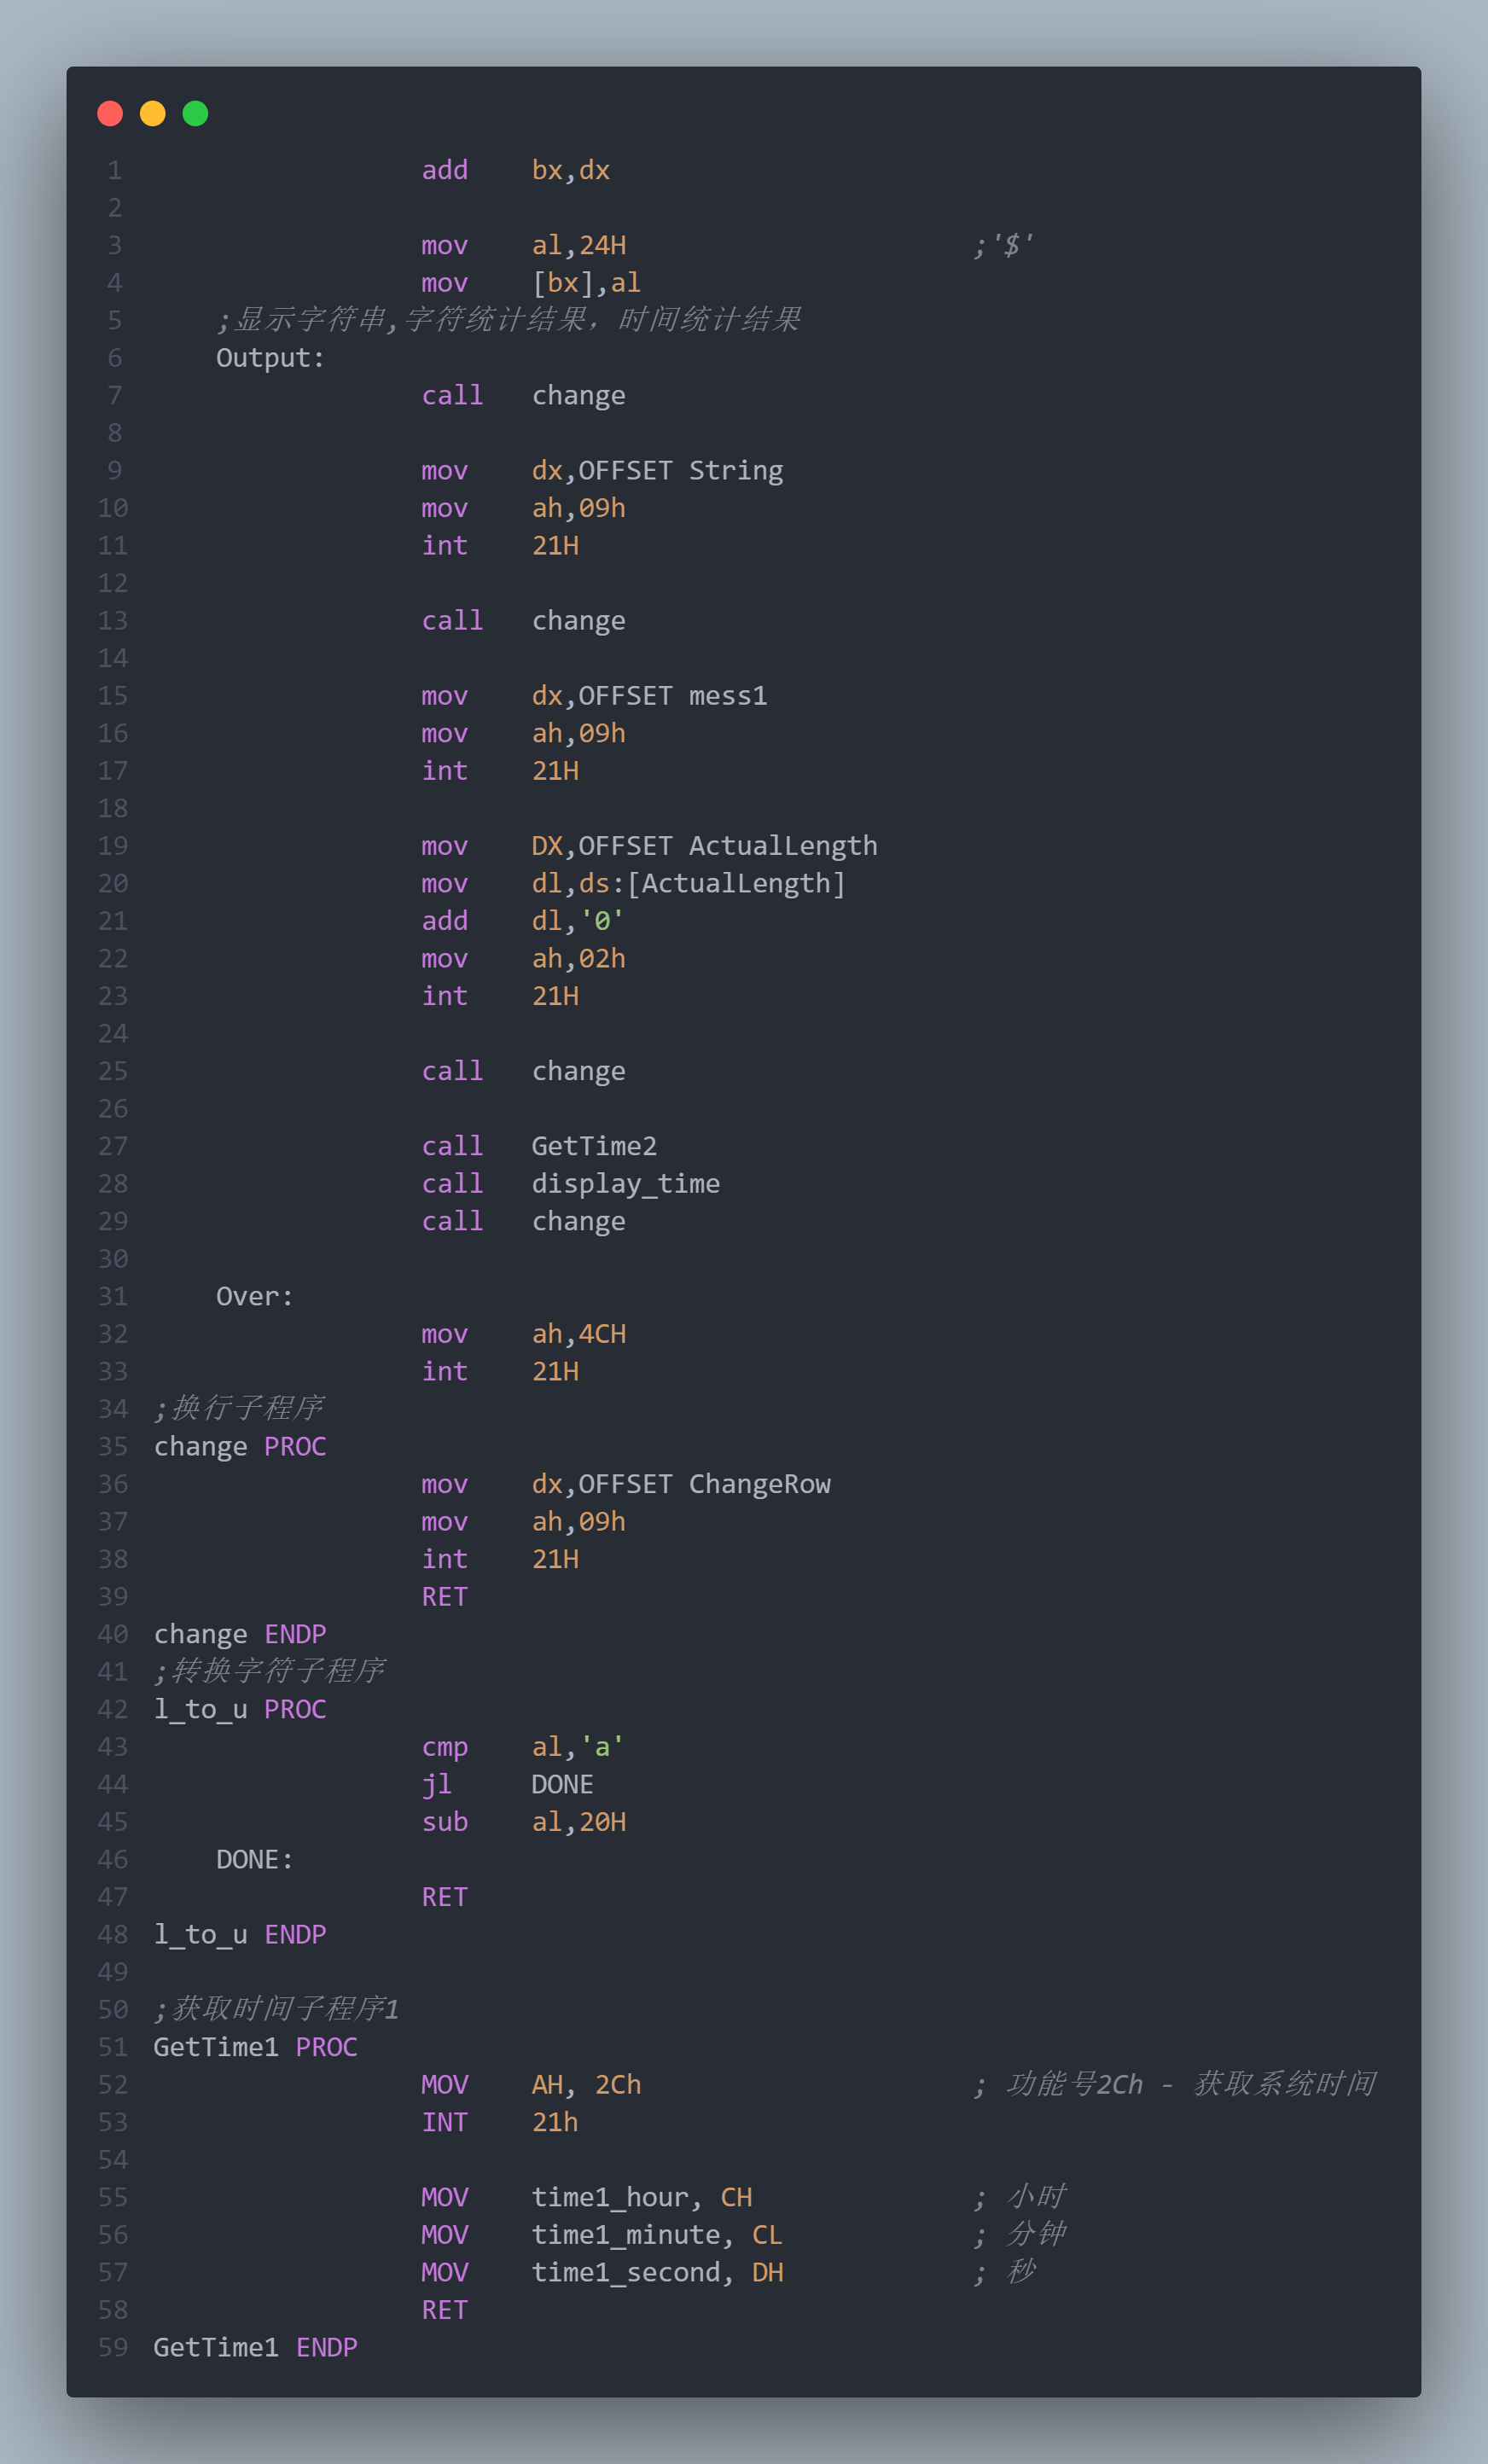 1 add bx,dx
2
3 mov al,24H ;'$'
4 mov [bx],al
5 ;显示字符串,字符统计结果，时间统计结果
6 Output:
7 call change
8
9 mov dx,OFFSET String
10 mov ah,09h
11 int 21H
12
13 call change
14
15 mov dx,OFFSET mess1
16 mov ah,09h
17 int 21H
18
19 mov DX,OFFSET ActualLength
20 mov dl,ds:[ActualLength]
21 add dl,'0'
22 mov ah,02h
23 int 21H
24
25 call change
26
27 call GetTime2
28 call display_time
29 call change
30
31 Over:
32 mov ah,4CH
33 int 21H
34 ;换行子程序
35 change PROC
36 mov dx,OFFSET ChangeRow
37 mov ah,09h
38 int 21H
39 RET
40 change ENDP
41 ;转换字符子程序
42 l_to_u PROC
43 cmp al,'a'
44 jl DONE
45 sub al,20H
46 DONE:
47 RET
48 l_to_u ENDP
49
50 ;获取时间子程序1
51 GetTime1 PROC
52 MOV AH, 2Ch ; 功能号2Ch - 获取系统时间
53 INT 21h
54
55 MOV time1_hour, CH ; 小时
56 MOV time1_minute, CL ; 分钟
57 MOV time1_second, DH ; 秒
58 RET
59 GetTime1 ENDP